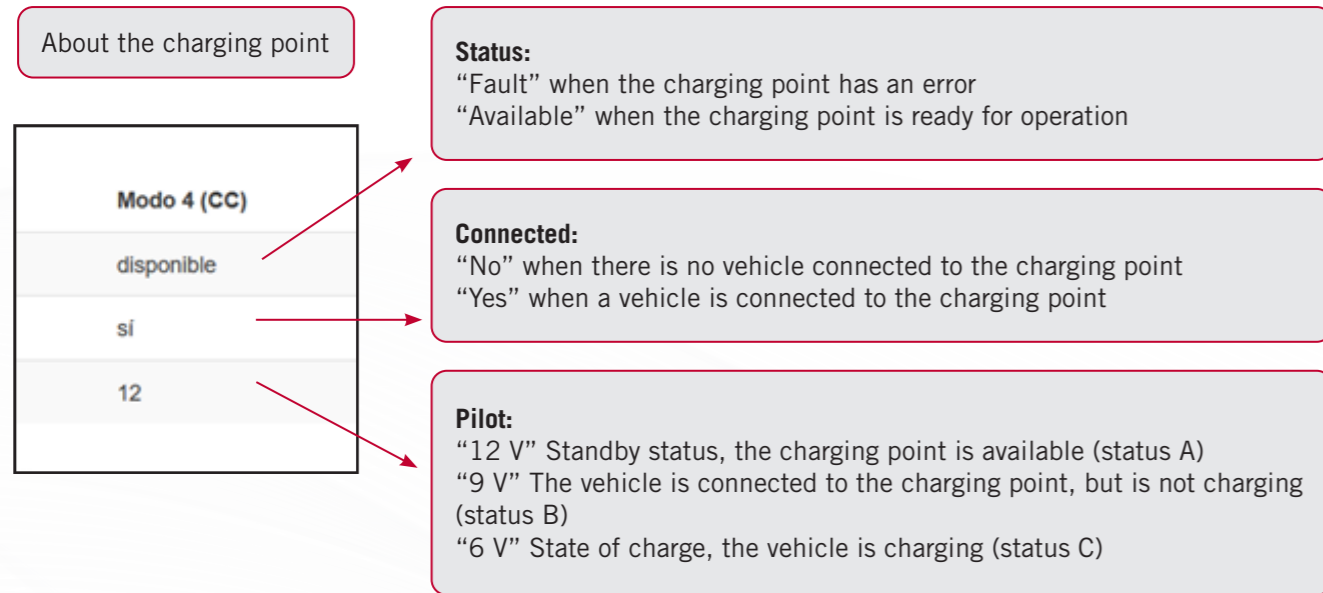 About the charging point
Modo 4 (CC)
disponible
sí
12
Status:
“Fault” when the charging point has an error
“Available” when the charging point is ready for operation
Connected:
“No” when there is no vehicle connected to the charging point
“Yes” when a vehicle is connected to the charging point
Pilot:
“12 V” Standby status, the charging point is available (status A)
“9 V” The vehicle is connected to the charging point, but is not charging
(status B)
“6 V” State of charge, the vehicle is charging (status C)